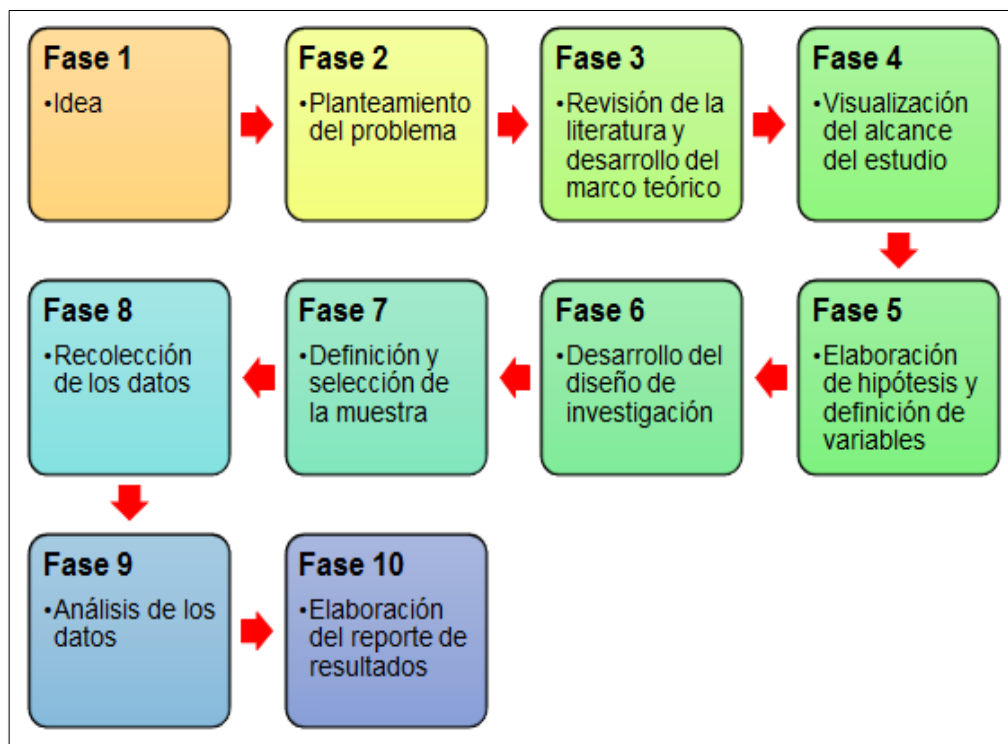 Fase 1
•Idea
Fase 2
•Planteamiento
del problema
Fase 3
•Revisión de la
literatura y
desarrollo del
marco teórico
Fase 4
•Visualización
del alcance
del estudio
Fase 5
•Elaboración
de hipótesis y
definición de
variables
Fase 6
•Desarrollo del
diseño de
investigación
Fase 7
•Definición y
selección de
la muestra
Fase 8
•Recolección
de los datos
Fase 9
•Análisis de los
datos
Fase 10
•Elaboración
del reporte de
resultados